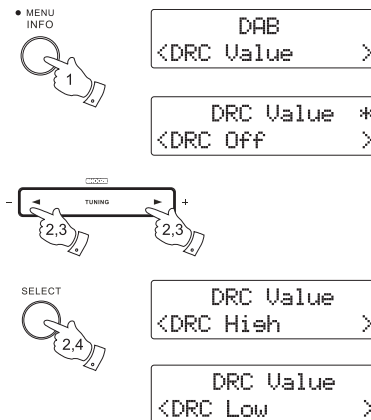 MENU
INFO
1
DAB
<DRC Value >
DRC Value *
<DRC Off >
- ◄ TUNING ► +
2,3 2,3
SELECT
2,4
DRC Value
<DRC High >
DRC Value
<DRC Low >